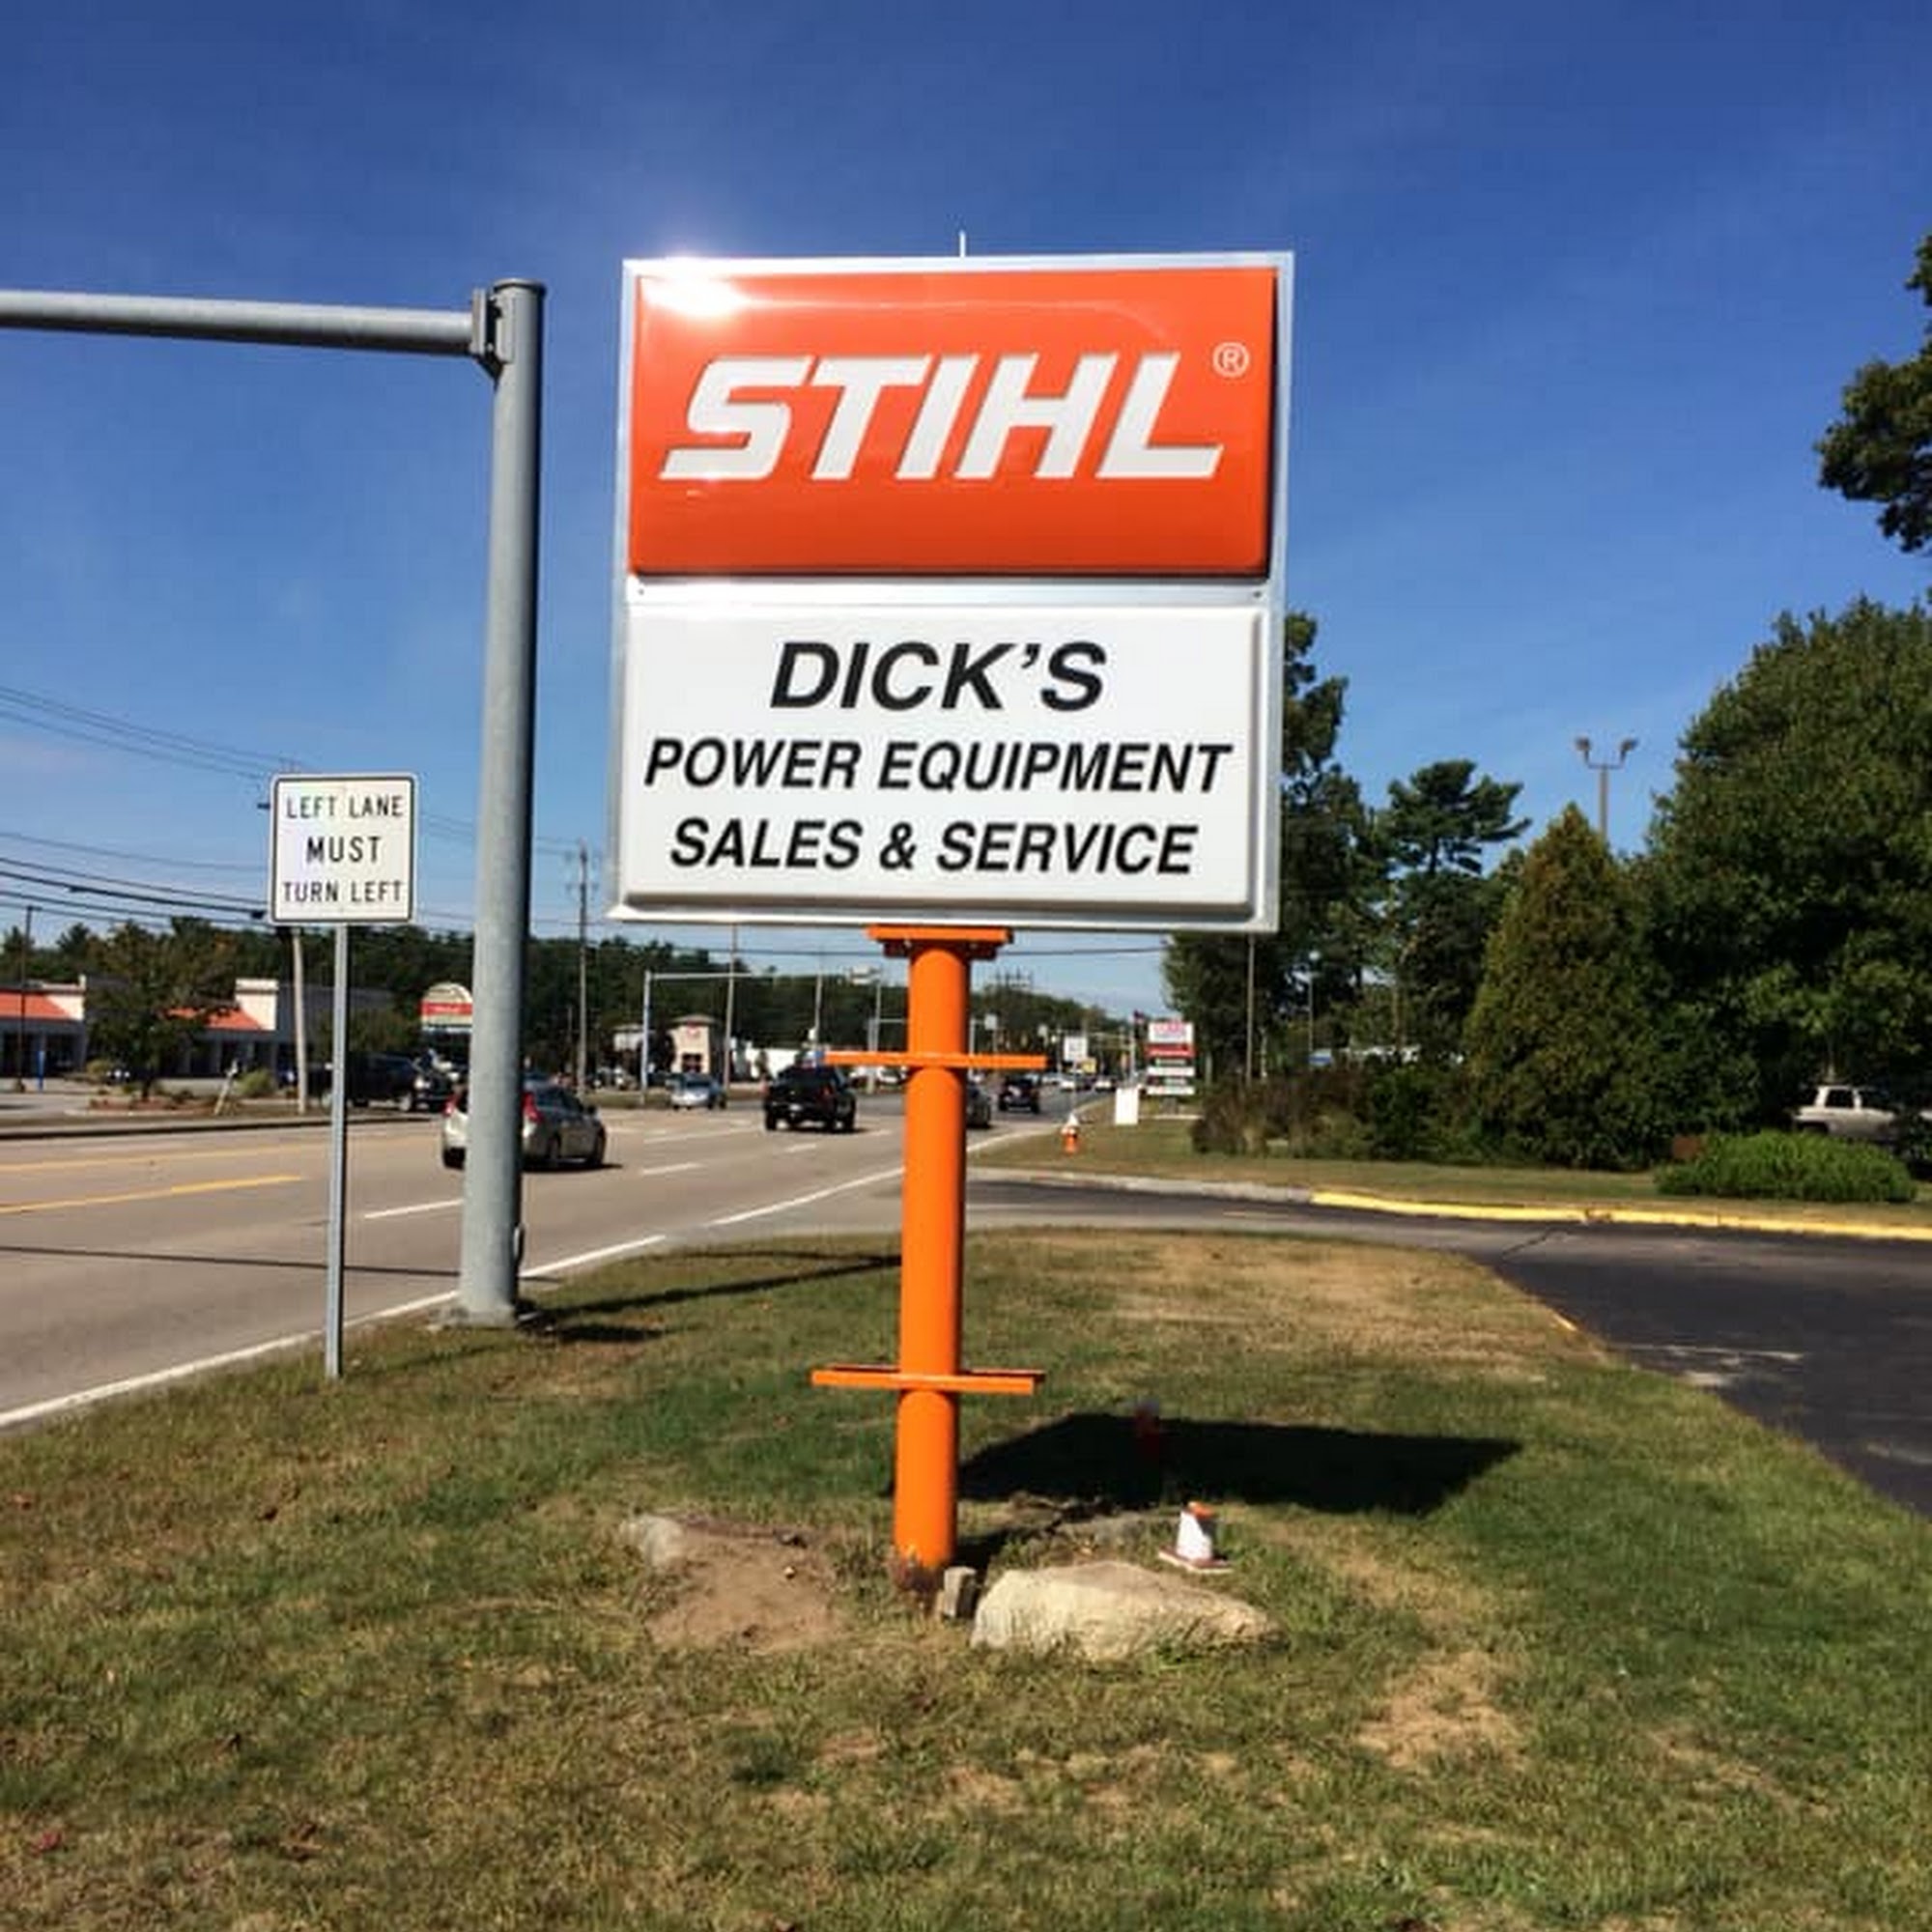 STIHL®
DICK'S
POWER EQUIPMENT
SALES & SERVICE
LEFT LANE
MUST
TURN LEFT